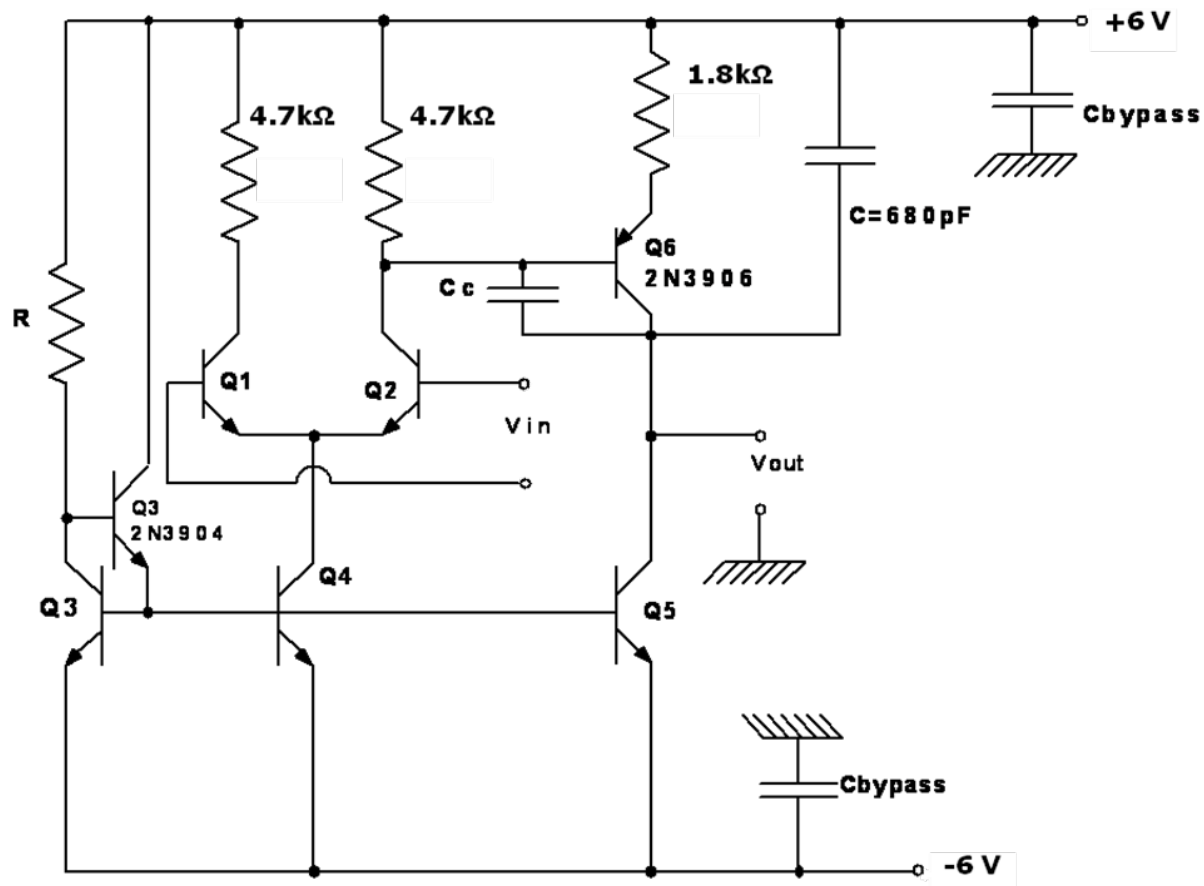 +6 V
1.8kΩ
4.7kΩ
4.7kΩ
Cbypass
C=680pF
Q6
2N3906
Cc
R
Q1
Q2
Vin
Vout
Q3
2N3904
Q4
Q3
Q5
Cbypass
-6 V